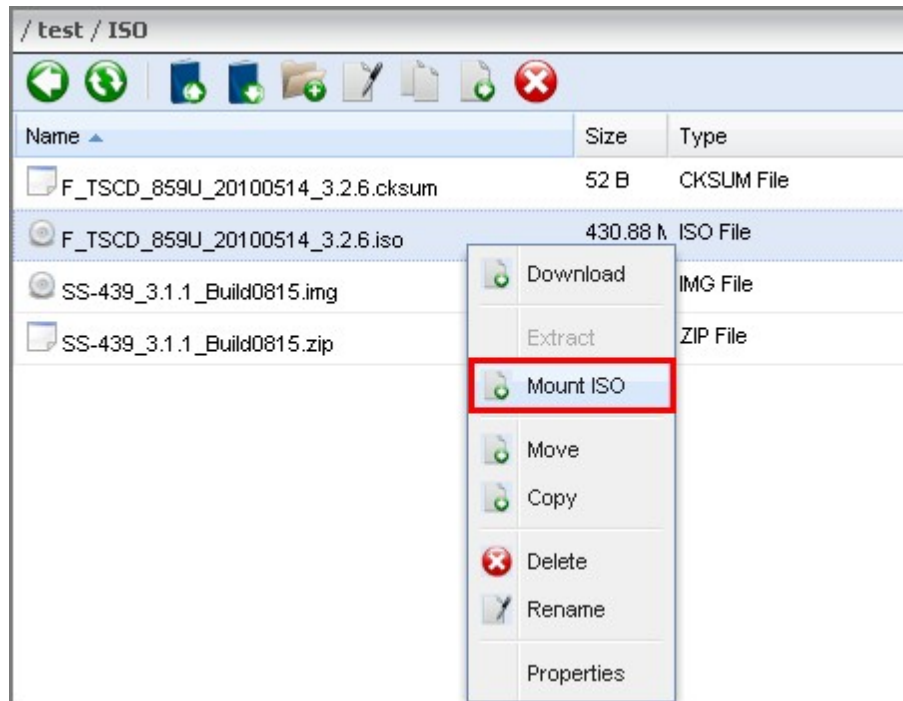 / test / ISO
Name Size Type
F_TSCD_859U_20100514_3.2.6.cksum 52 B CKSUM File
F_TSCD_859U_20100514_3.2.6.iso 430.88 M ISO File
Download
SS-439_3.1.1_Build0815.img IMG File
Extract
SS-439_3.1.1_Build0815.zip ZIP File
Mount ISO
Move
Copy
Delete
Rename
Properties